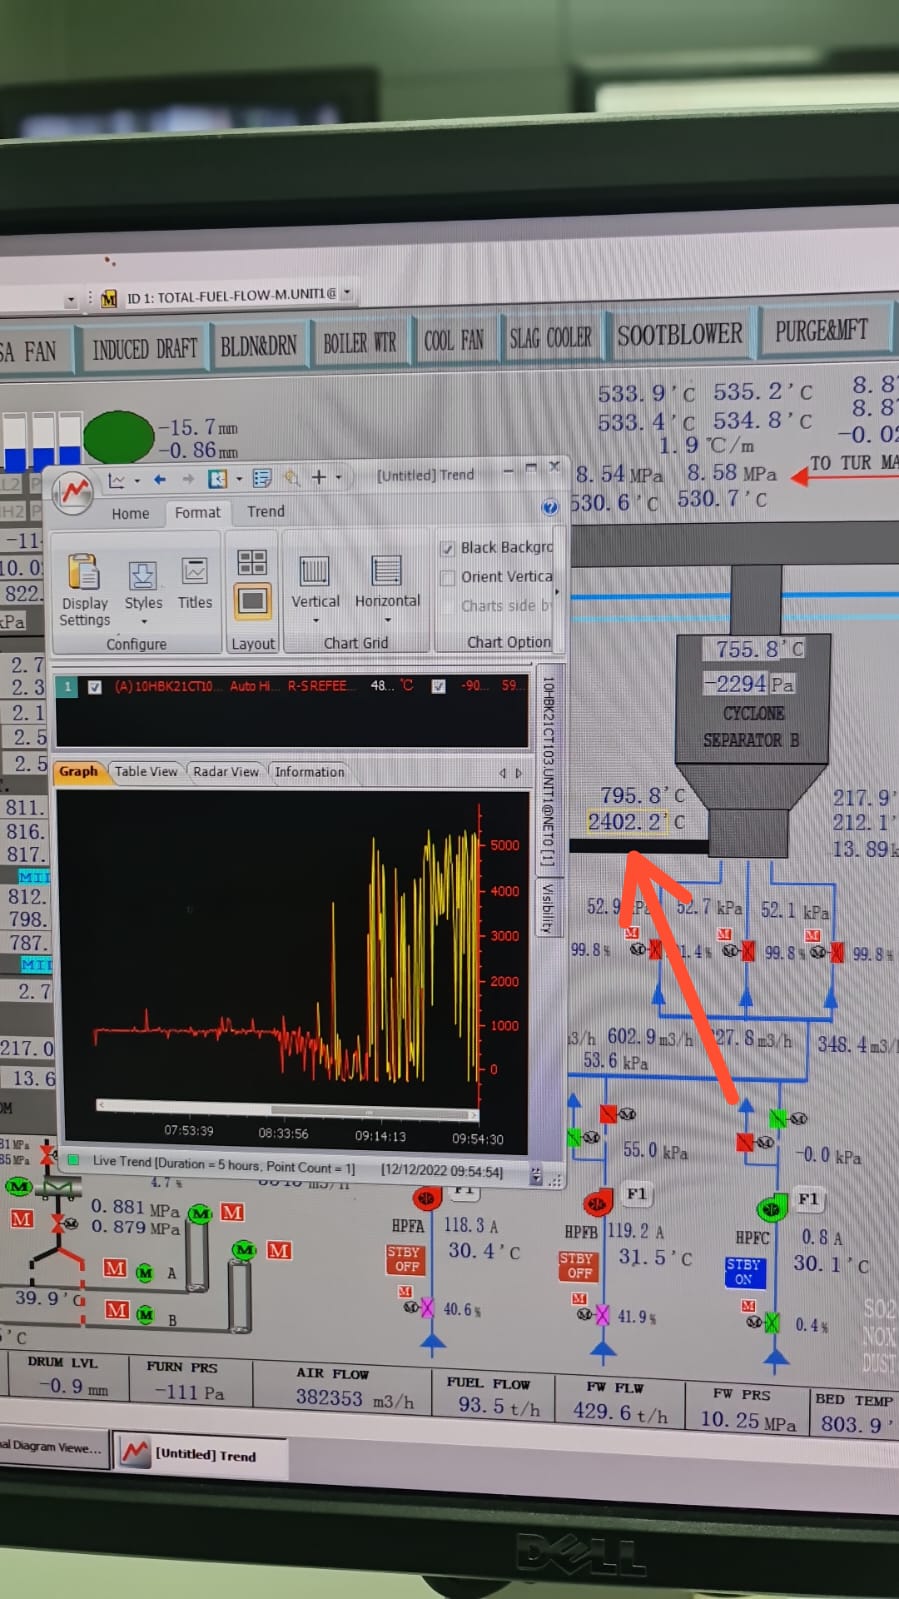 ID 1: TOTAL-FUEL-FLOW-M.UNIT1@
SA FAN
INDUCED DRAFT
BLDN&DRN
BOILER WTR
COOL FAN
SLAG COOLER
SOOTBLOWER
PURGE&MFT
533.9'C 535.2'C 8.8
533.4'C 534.8'C 8.8
1.9 ℃/m -0.02
8.54 MPa 8.58 MPa
TO TUR MA
530.6'C 530.7'C
-15.7 mm
-0.86 mm
[Untitled] Trend
Home Format Trend
Display Settings
Styles
Titles
Configure
Layout
Vertical
Horizontal
Chart Grid
Black Backgro
Orient Vertica
Charts side b
Chart Option
1 (A) 10HBK21CT10... Auto Hi... R-S REFEE... 48... ℃ -90... 59...
10HBK21CT103.UNIT1@NET0 [1]
Visibility
Graph
Table View
Radar View
Information
5000
4000
3000
2000
1000
0
07:53:39 08:33:56 09:14:13 09:54:30
Live Trend [Duration = 5 hours, Point Count = 1] [12/12/2022 09:54:54]
-11
10.0
822.
kPa
2.7
2.3
2.1
2.5
2.5
811.
816.
817.
MI
812.
798.
787.
MI
2.7
217.0
13.6
755.8'C
-2294 Pa
CYCLONE
SEPARATOR B
795.8'C
2402.2'C
217.9'
212.1'
13.89
52.9 kPa 52.7 kPa 52.1 kPa
99.8% 1.4% 99.8% 99.8%
m3/h 602.9 m3/h 27.8 m3/h 348.4 m3/
53.6 kPa
55.0 kPa
-0.0 kPa
4.7 %
0.881 MPa
0.879 MPa
A
B
39.9'C
F1
HPFA
118.3 A
STBY OFF
30.4'C
40.6%
F1
HPFB
119.2 A
STBY OFF
31.5'C
41.9%
F1
HPFC
0.8 A
STBY ON
30.1'C
0.4%
SO2
NOX
DUST
DRUM LVL
-0.9 mm
FURN PRS
-111 Pa
AIR FLOW
382353 m3/h
FUEL FLOW
93.5 t/h
FW FLW
429.6 t/h
FW PRS
10.25 MPa
BED TEMP
803.9'
al Diagram Viewe...
[Untitled] Trend
DELL